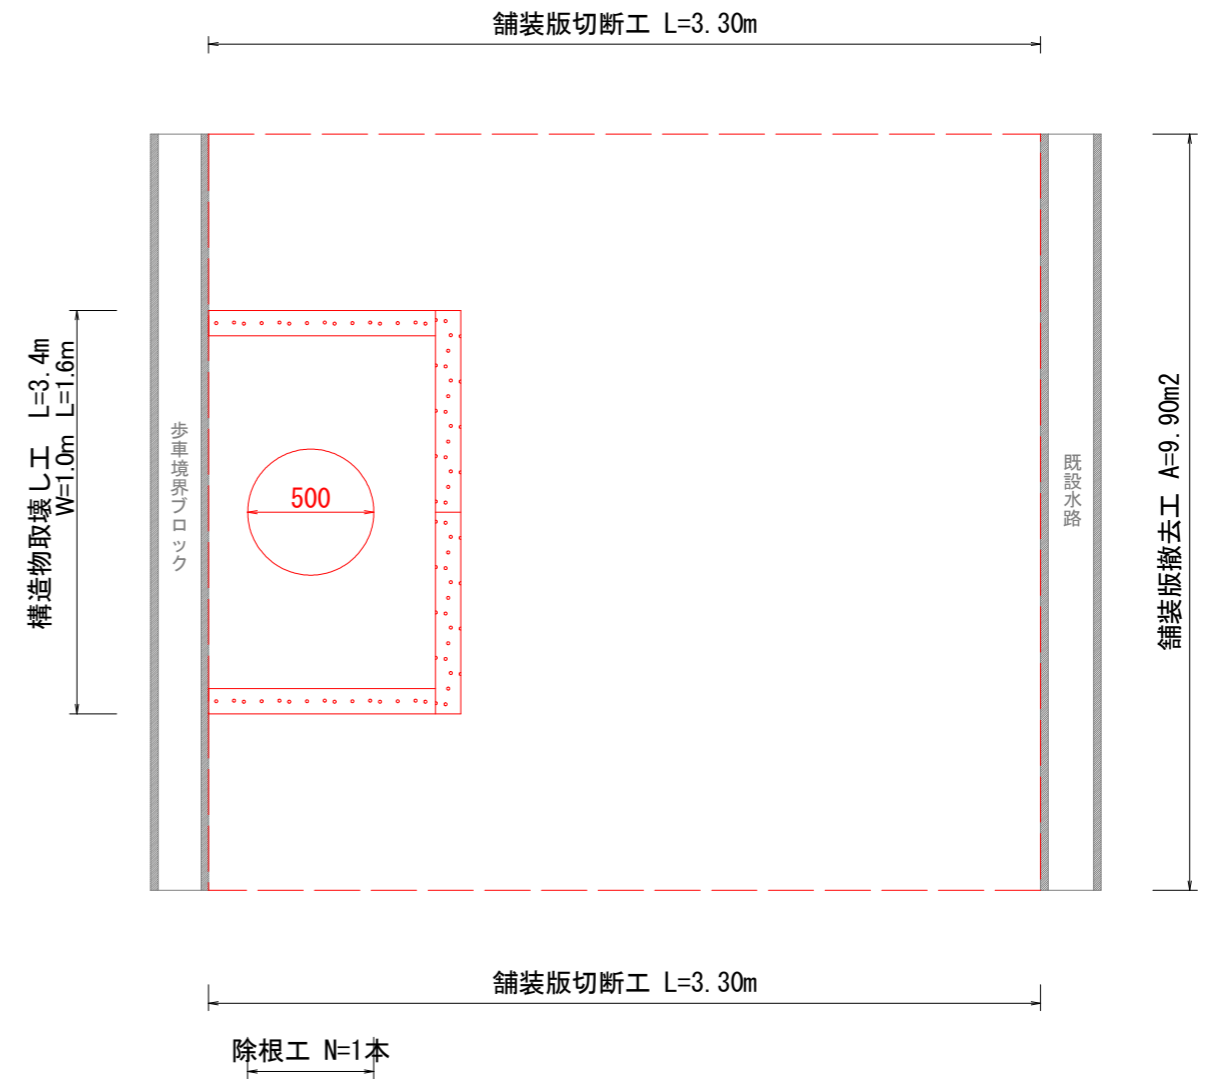 舗装版切断工 L=3.30m
構造物取壊し工 L=3.4m
W=1.0m L=1.6m
歩車境界ブロック
500
既設水路
舗装版撤去工 A=9.90m2
舗装版切断工 L=3.30m
除根工 N=1本